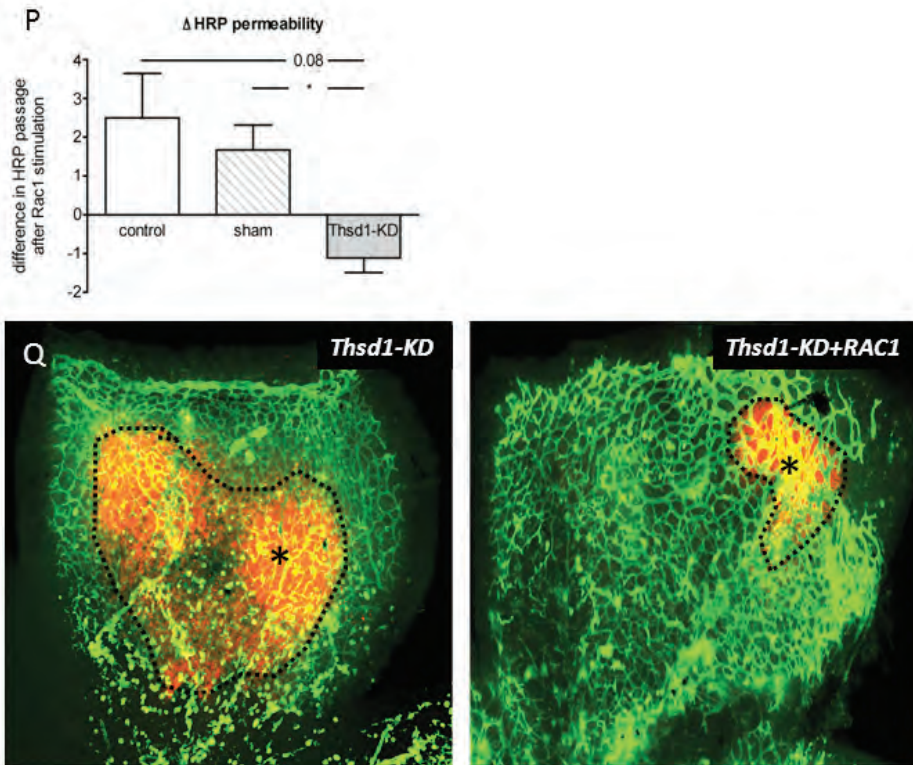 P
Δ HRP permeability
difference in HRP passage
after Rac1 stimulation
4
3
2
1
0
-1
-2
0.08
*
control
sham
Thsd1-KD
Q
Thsd1-KD
*
Thsd1-KD+RAC1
*